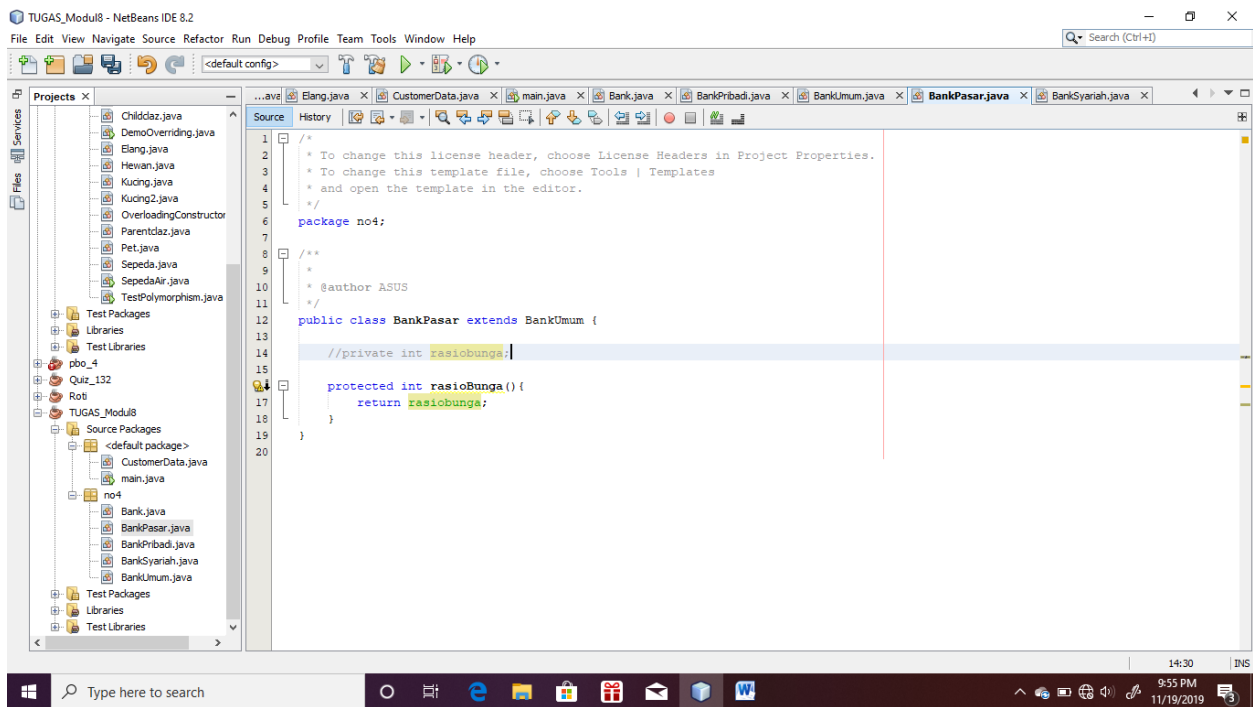 TUGAS_Modul8 - NetBeans IDE 8.2
File Edit View Navigate Source Refactor Run Debug Profile Team Tools Window Help
Search (Ctrl+I)
<default config>
Projects
...ava Elang.java CustomerData.java main.java Bank.java BankPribadi.java BankUmum.java BankPasar.java BankSyariah.java
Services
Files
Childclaz.java
DemoOverriding.java
Elang.java
Hewan.java
Kucing.java
Kucing2.java
OverloadingConstructor
Parentclaz.java
Pet.java
Sepeda.java
SepedaAir.java
TestPolymorphism.java
Test Packages
Libraries
Test Libraries
pbo_4
Quiz_132
Roti
TUGAS_Modul8
Source Packages
<default package>
CustomerData.java
main.java
no4
Bank.java
BankPasar.java
BankPribadi.java
BankSyariah.java
BankUmum.java
Test Packages
Libraries
Test Libraries
Source History
1 /*
2 * To change this license header, choose License Headers in Project Properties.
3 * To change this template file, choose Tools | Templates
4 * and open the template in the editor.
5 */
6 package no4;
7
8 /**
9 *
10 * @author ASUS
11 */
12 public class BankPasar extends BankUmum {
13
14 //private int rasiobunga;
15
protected int rasioBunga(){
17 return rasiobunga;
18 }
19 }
20
14:30 INS
Type here to search
9:55 PM
11/19/2019
3